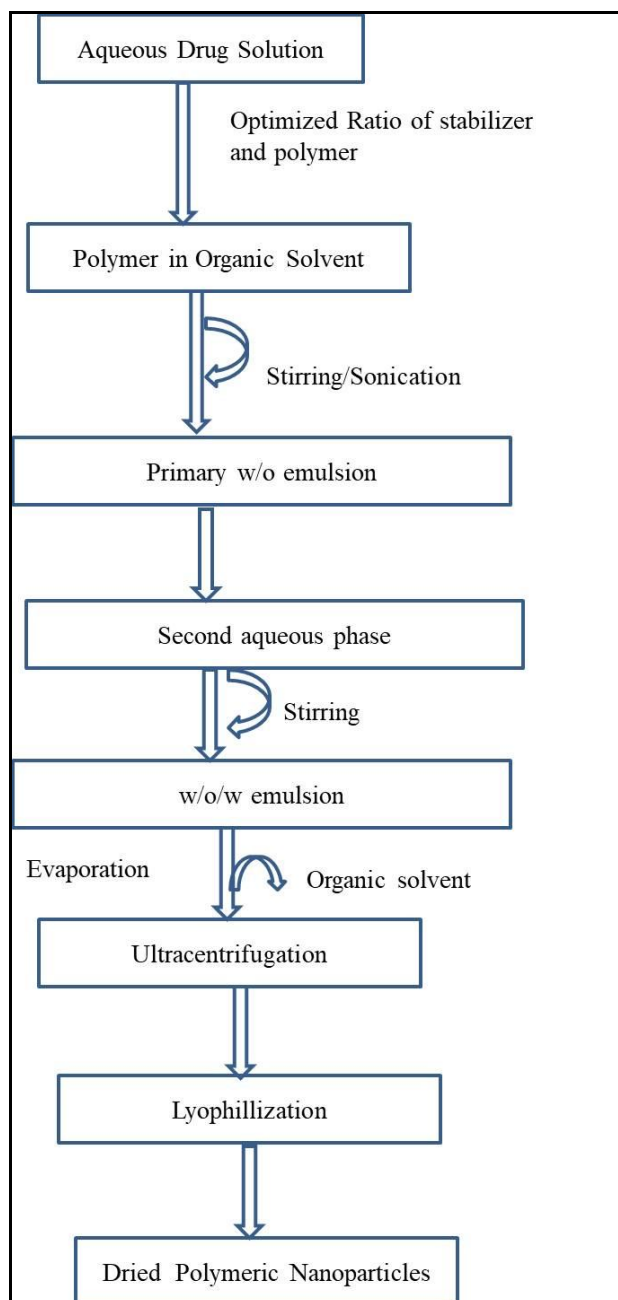 Aqueous Drug Solution
Optimized Ratio of stabilizer
and polymer
Polymer in Organic Solvent
Stirring/Sonication
Primary w/o emulsion
Second aqueous phase
Stirring
w/o/w emulsion
Evaporation
Organic solvent
Ultracentrifugation
Lyophillization
Dried Polymeric Nanoparticles